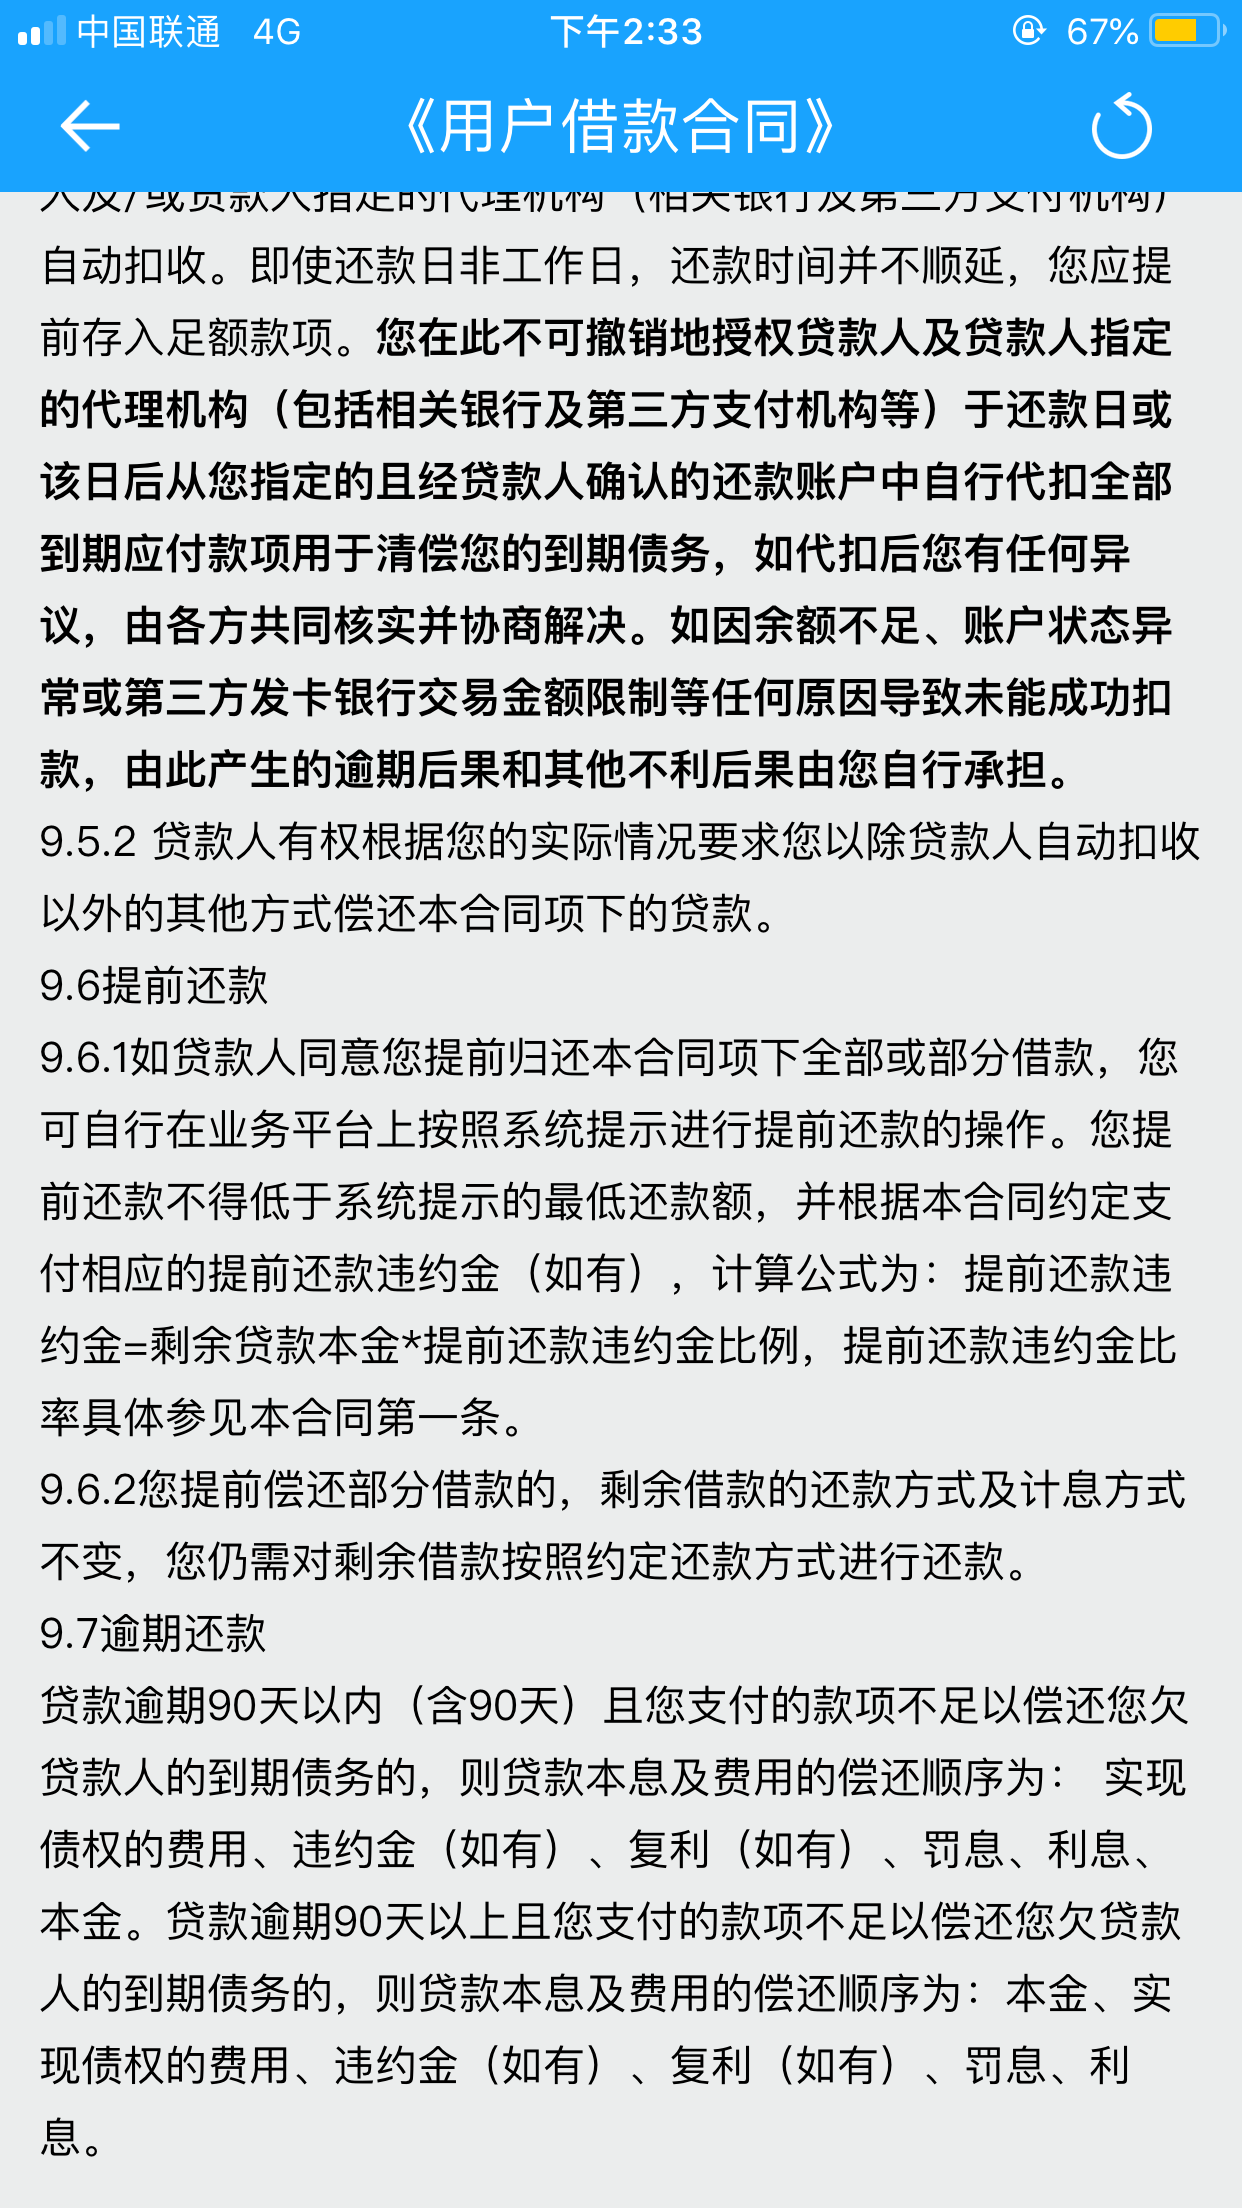 中国联通 4G 下午2:33 67%
《用户借款合同》
人及/或贷款人指定的代理机构（相关银行及第三方支付机构）
自动扣收。即使还款日非工作日，还款时间并不顺延，您应提
前存入足额款项。您在此不可撤销地授权贷款人及贷款人指定
的代理机构（包括相关银行及第三方支付机构等）于还款日或
该日后从您指定的且经贷款人确认的还款账户中自行代扣全部
到期应付款项用于清偿您的到期债务，如代扣后您有任何异
议，由各方共同核实并协商解决。如因余额不足、账户状态异
常或第三方发卡银行交易金额限制等任何原因导致未能成功扣
款，由此产生的逾期后果和其他不利后果由您自行承担。
9.5.2 贷款人有权根据您的实际情况要求您以除贷款人自动扣收
以外的其他方式偿还本合同项下的贷款。
9.6提前还款
9.6.1如贷款人同意您提前归还本合同项下全部或部分借款，您
可自行在业务平台上按照系统提示进行提前还款的操作。您提
前还款不得低于系统提示的最低还款额，并根据本合同约定支
付相应的提前还款违约金（如有），计算公式为：提前还款违
约金=剩余贷款本金*提前还款违约金比例，提前还款违约金比
率具体参见本合同第一条。
9.6.2您提前偿还部分借款的，剩余借款的还款方式及计息方式
不变，您仍需对剩余借款按照约定还款方式进行还款。
9.7逾期还款
贷款逾期90天以内（含90天）且您支付的款项不足以偿还您欠
贷款人的到期债务的，则贷款本息及费用的偿还顺序为： 实现
债权的费用、违约金（如有）、复利（如有）、罚息、利息、
本金。贷款逾期90天以上且您支付的款项不足以偿还您欠贷款
人的到期债务的，则贷款本息及费用的偿还顺序为：本金、实
现债权的费用、违约金（如有）、复利（如有）、罚息、利
息。